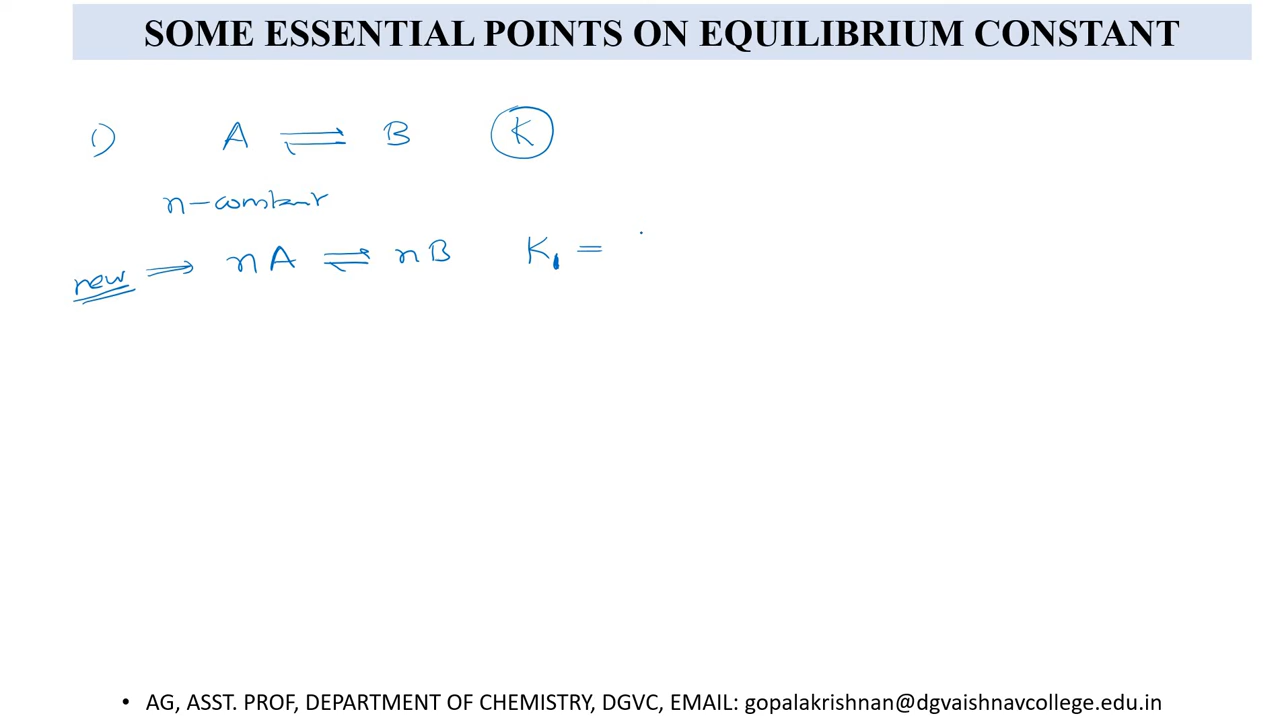 SOME ESSENTIAL POINTS ON EQUILIBRIUM CONSTANT
1) A ⇌ B K
n-constant
new ⇒ nA ⇌ nB K₁ =
• AG, ASST. PROF, DEPARTMENT OF CHEMISTRY, DGVC, EMAIL: gopalakrishnan@dgvaishnavcollege.edu.in